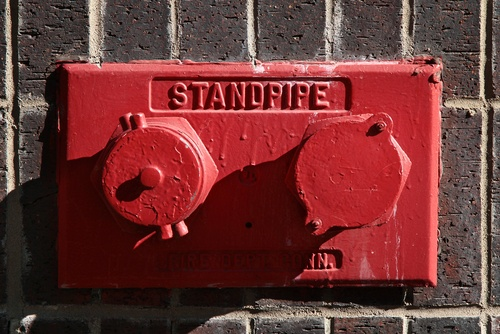 STANDPIPE
FIRE DEPT. CONN.